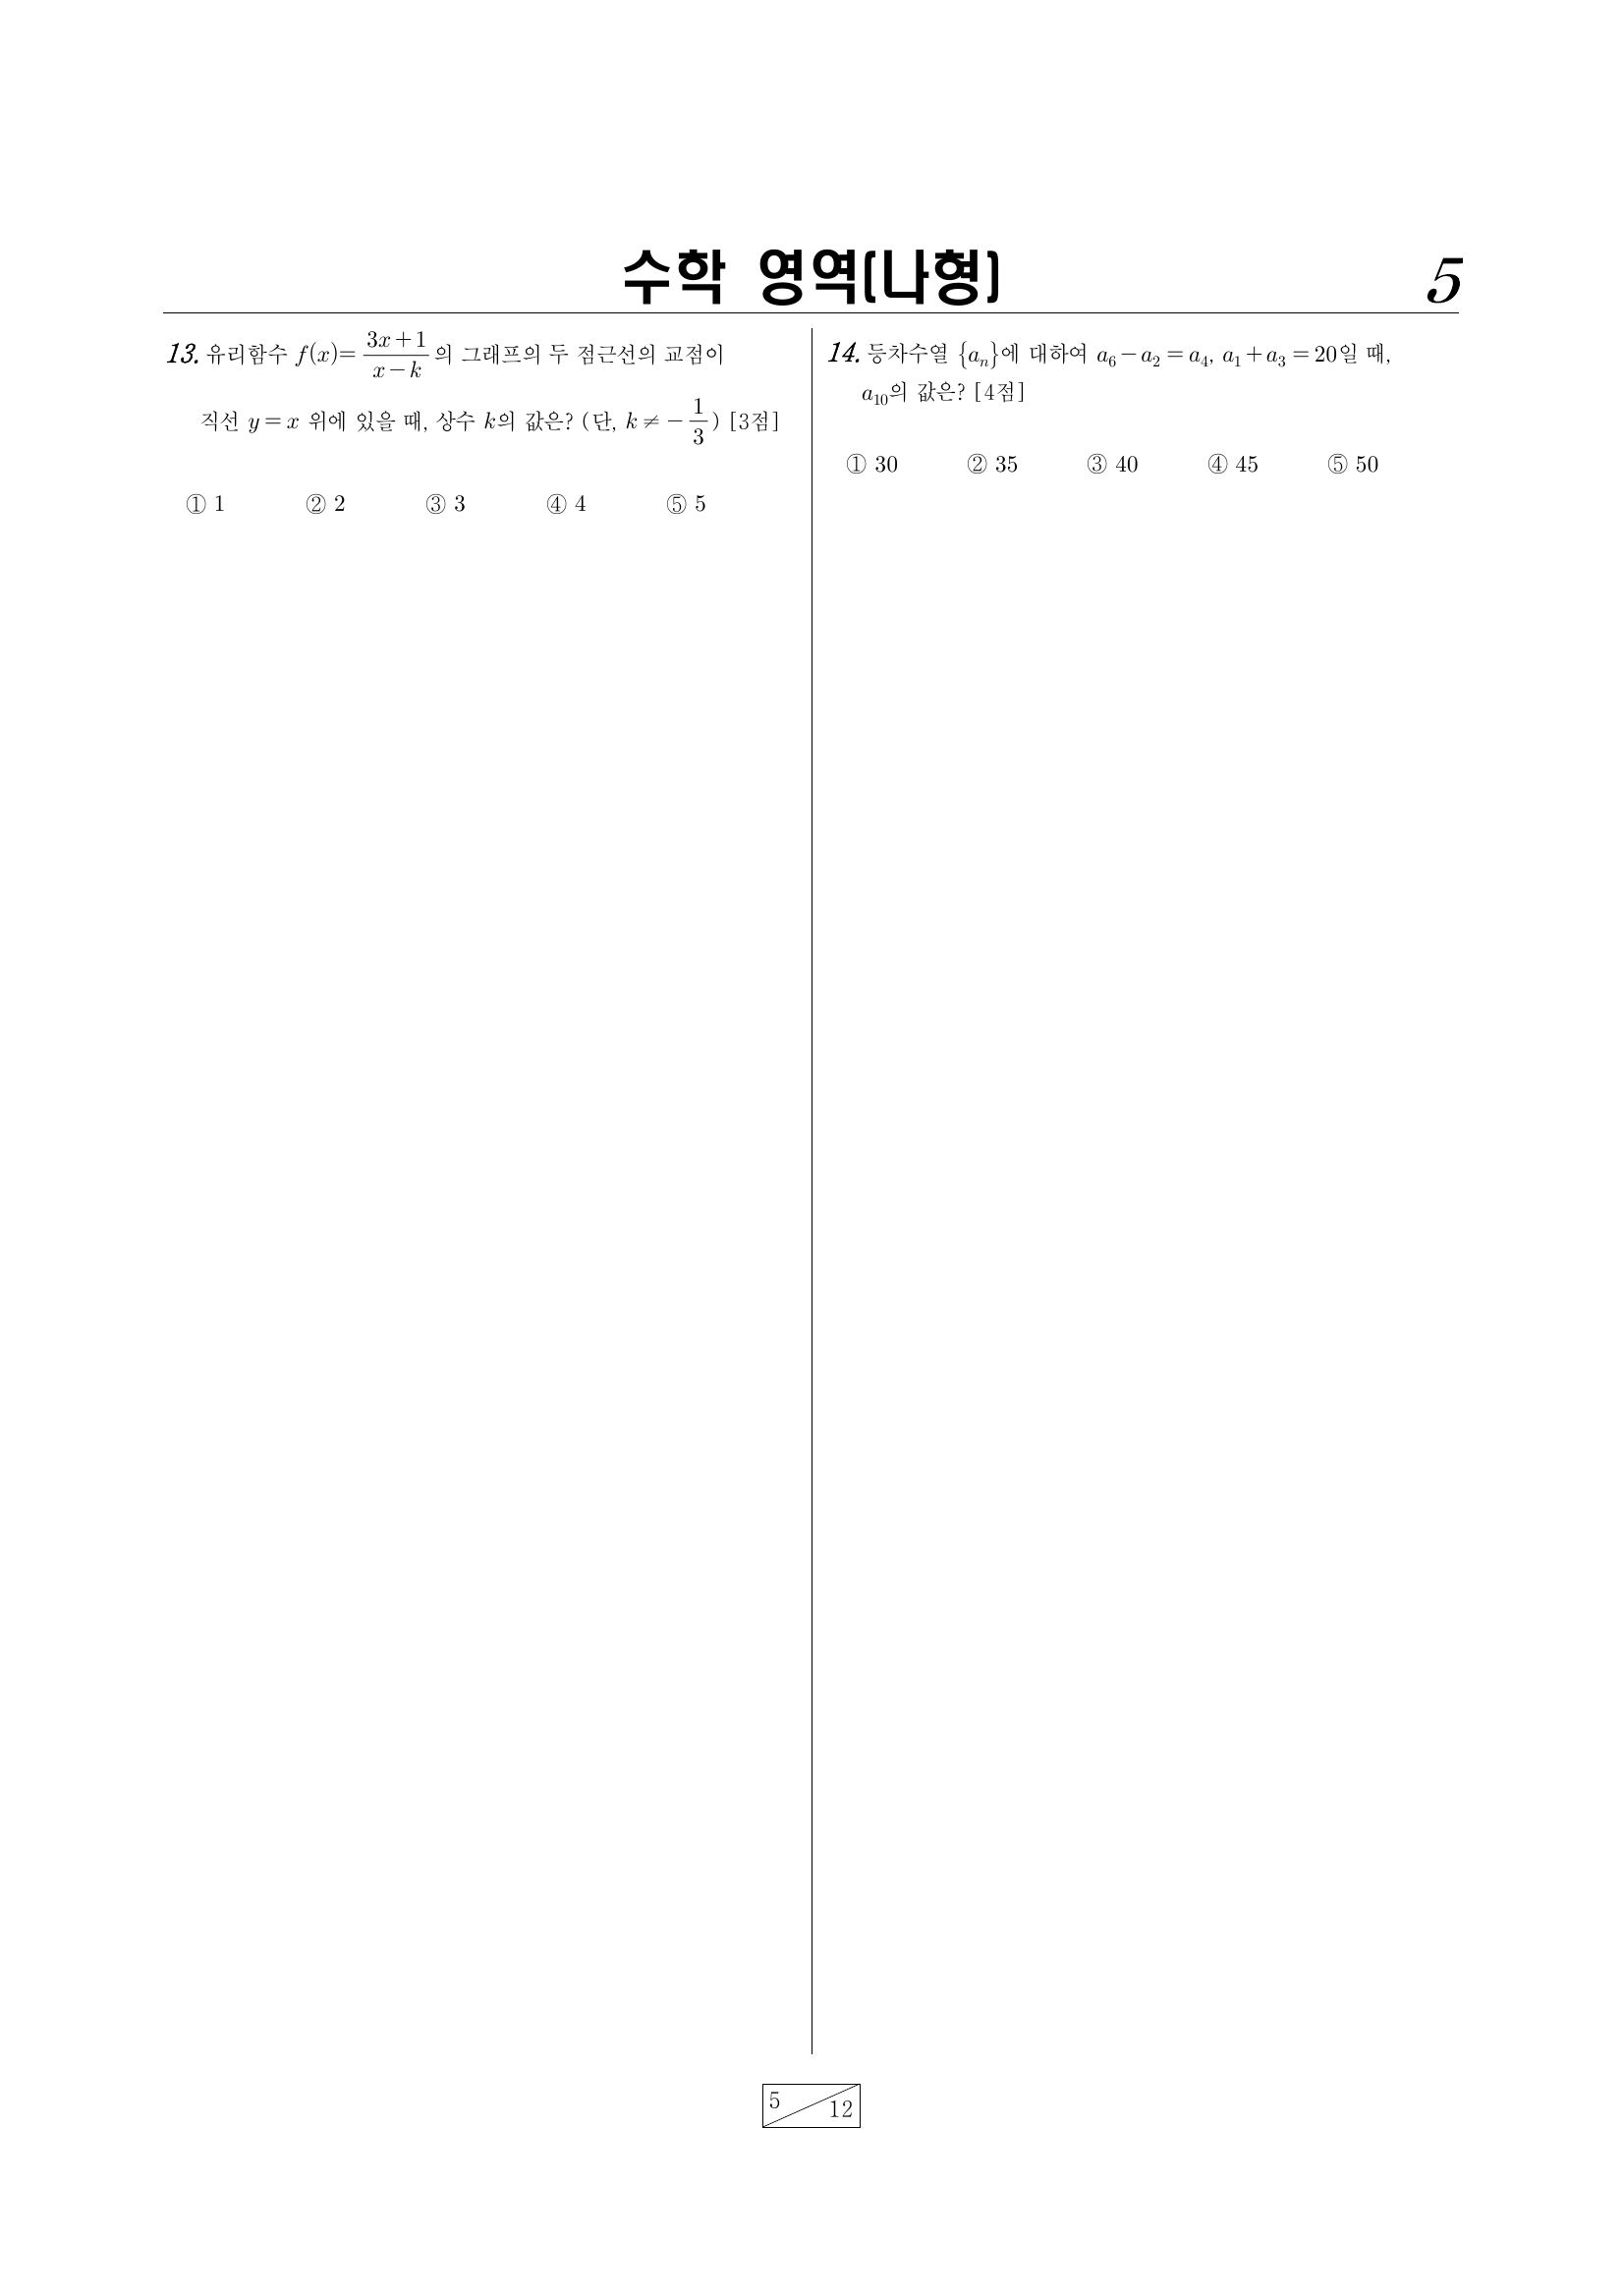 수학 영역(나형)
5
13. 유리함수 f(x)= (3x+1)/(x-k) 의 그래프의 두 점근선의 교점이
직선 y=x 위에 있을 때, 상수 k의 값은? (단, k≠-1/3) [3점]
① 1 ② 2 ③ 3 ④ 4 ⑤ 5
14. 등차수열 {aₙ}에 대하여 a₆-a₂=a₄, a₁+a₃=20일 때,
a₁₀의 값은? [4점]
① 30 ② 35 ③ 40 ④ 45 ⑤ 50
5
12